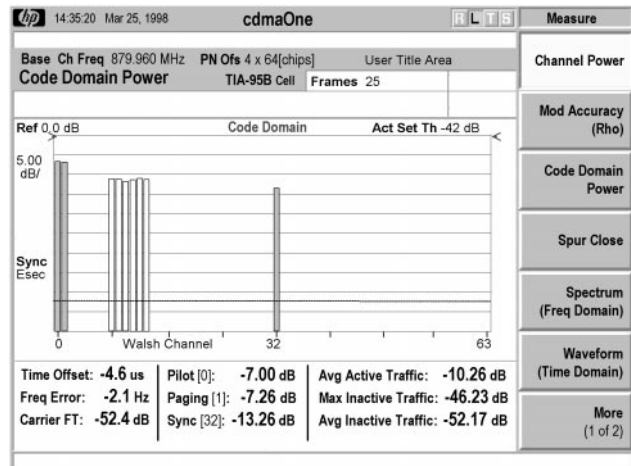 hp 14:35:20 Mar 25, 1998 cdmaOne R L T S Measure
Base Ch Freq 879.960 MHz PN Ofs 4 x 64[chips] User Title Area
Code Domain Power TIA-95B Cell Frames 25
Ref 0.0 dB Code Domain Act Set Th -42 dB
5.00
dB/
Sync
Esec
0 Walsh Channel 32 63
Time Offset: -4.6 us Pilot [0]: -7.00 dB Avg Active Traffic: -10.26 dB
Freq Error: -2.1 Hz Paging [1]: -7.26 dB Max Inactive Traffic: -46.23 dB
Carrier FT: -52.4 dB Sync [32]: -13.26 dB Avg Inactive Traffic: -52.17 dB
Channel Power
Mod Accuracy
(Rho)
Code Domain
Power
Spur Close
Spectrum
(Freq Domain)
Waveform
(Time Domain)
More
(1 of 2)